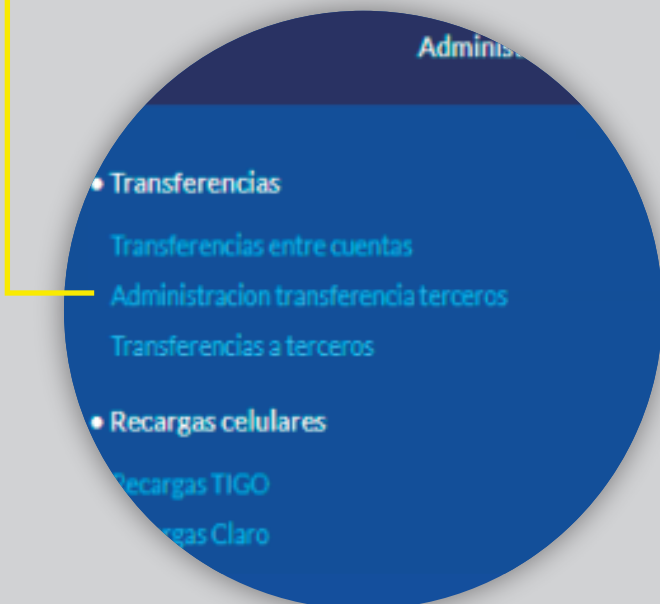 • Transferencias
Transferencias entre cuentas
Administracion transferencia terceros
Transferencias a terceros
• Recargas celulares
Recargas TIGO
Claro